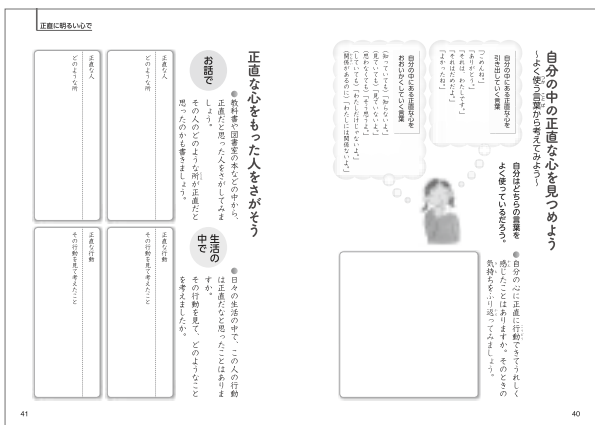 正直に明るい心で
自分の中の正直な心を見つめよう
～よく使う言葉から考えてみよう～
自分の中にある正直な心を
引き出していく言葉
「ごめんね。」
「ありがとう。」
「それは、わたしです。」
「それはだめだよ。」
「よかったね。」
自分の中にある正直な心を
おおいかくしていく言葉
（知っていても）「知らないよ。」
（見ていても）「見ていないよ。」
（思わなくても）「そう思うよ。」
（していても）「わたしだけじゃないよ。」
（関係があるのに）「わたしには関係ないよ。」
自分はどちらの言葉を
よく使っているだろう。
自分の心に正直に行動できてうれしく
感じたことはありますか。そのときの
気持ちをふり返ってみましょう。
40
正直な心をもった人をさがそう
お話で
教科書や図書室の本などの中から、
正直だと思った人をさがしてみま
しょう。
その人のどのような所が正直だと
思ったのかも書きましょう。
正直な人
どのような所
正直な人
どのような所
生活の
中で
日々の生活の中で、この人の行動
は正直だなと思ったことはありま
すか。
その行動を見て、どのようなこと
を考えましたか。
正直な行動
その行動を見て考えたこと
正直な行動
その行動を見て考えたこと
41